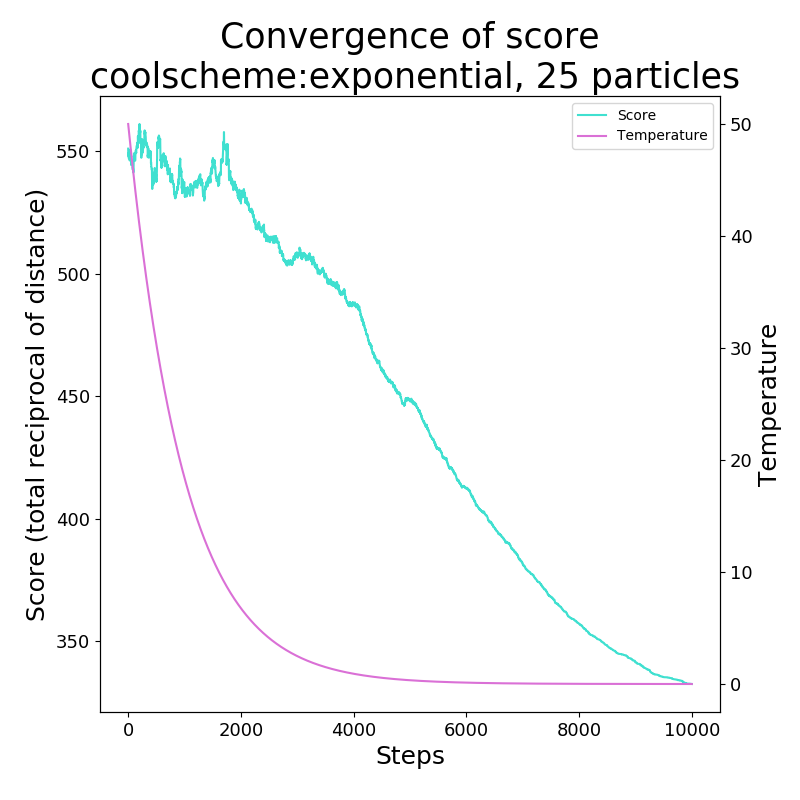 Convergence of score
coolscheme:exponential, 25 particles
Score
Temperature
Score (total reciprocal of distance)
550
500
450
400
350
50
40
30
20
10
0
Temperature
0 2000 4000 6000 8000 10000
Steps